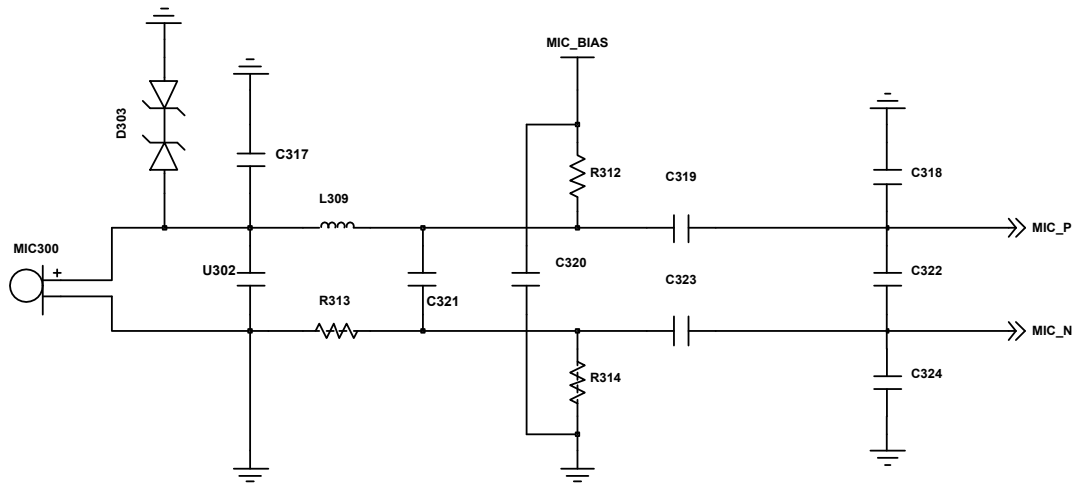 MIC_BIAS
D303
C317
R312
C319
C318
L309
MIC_P
MIC300
+
U302
C320
C322
C323
R313
C321
MIC_N
R314
C324